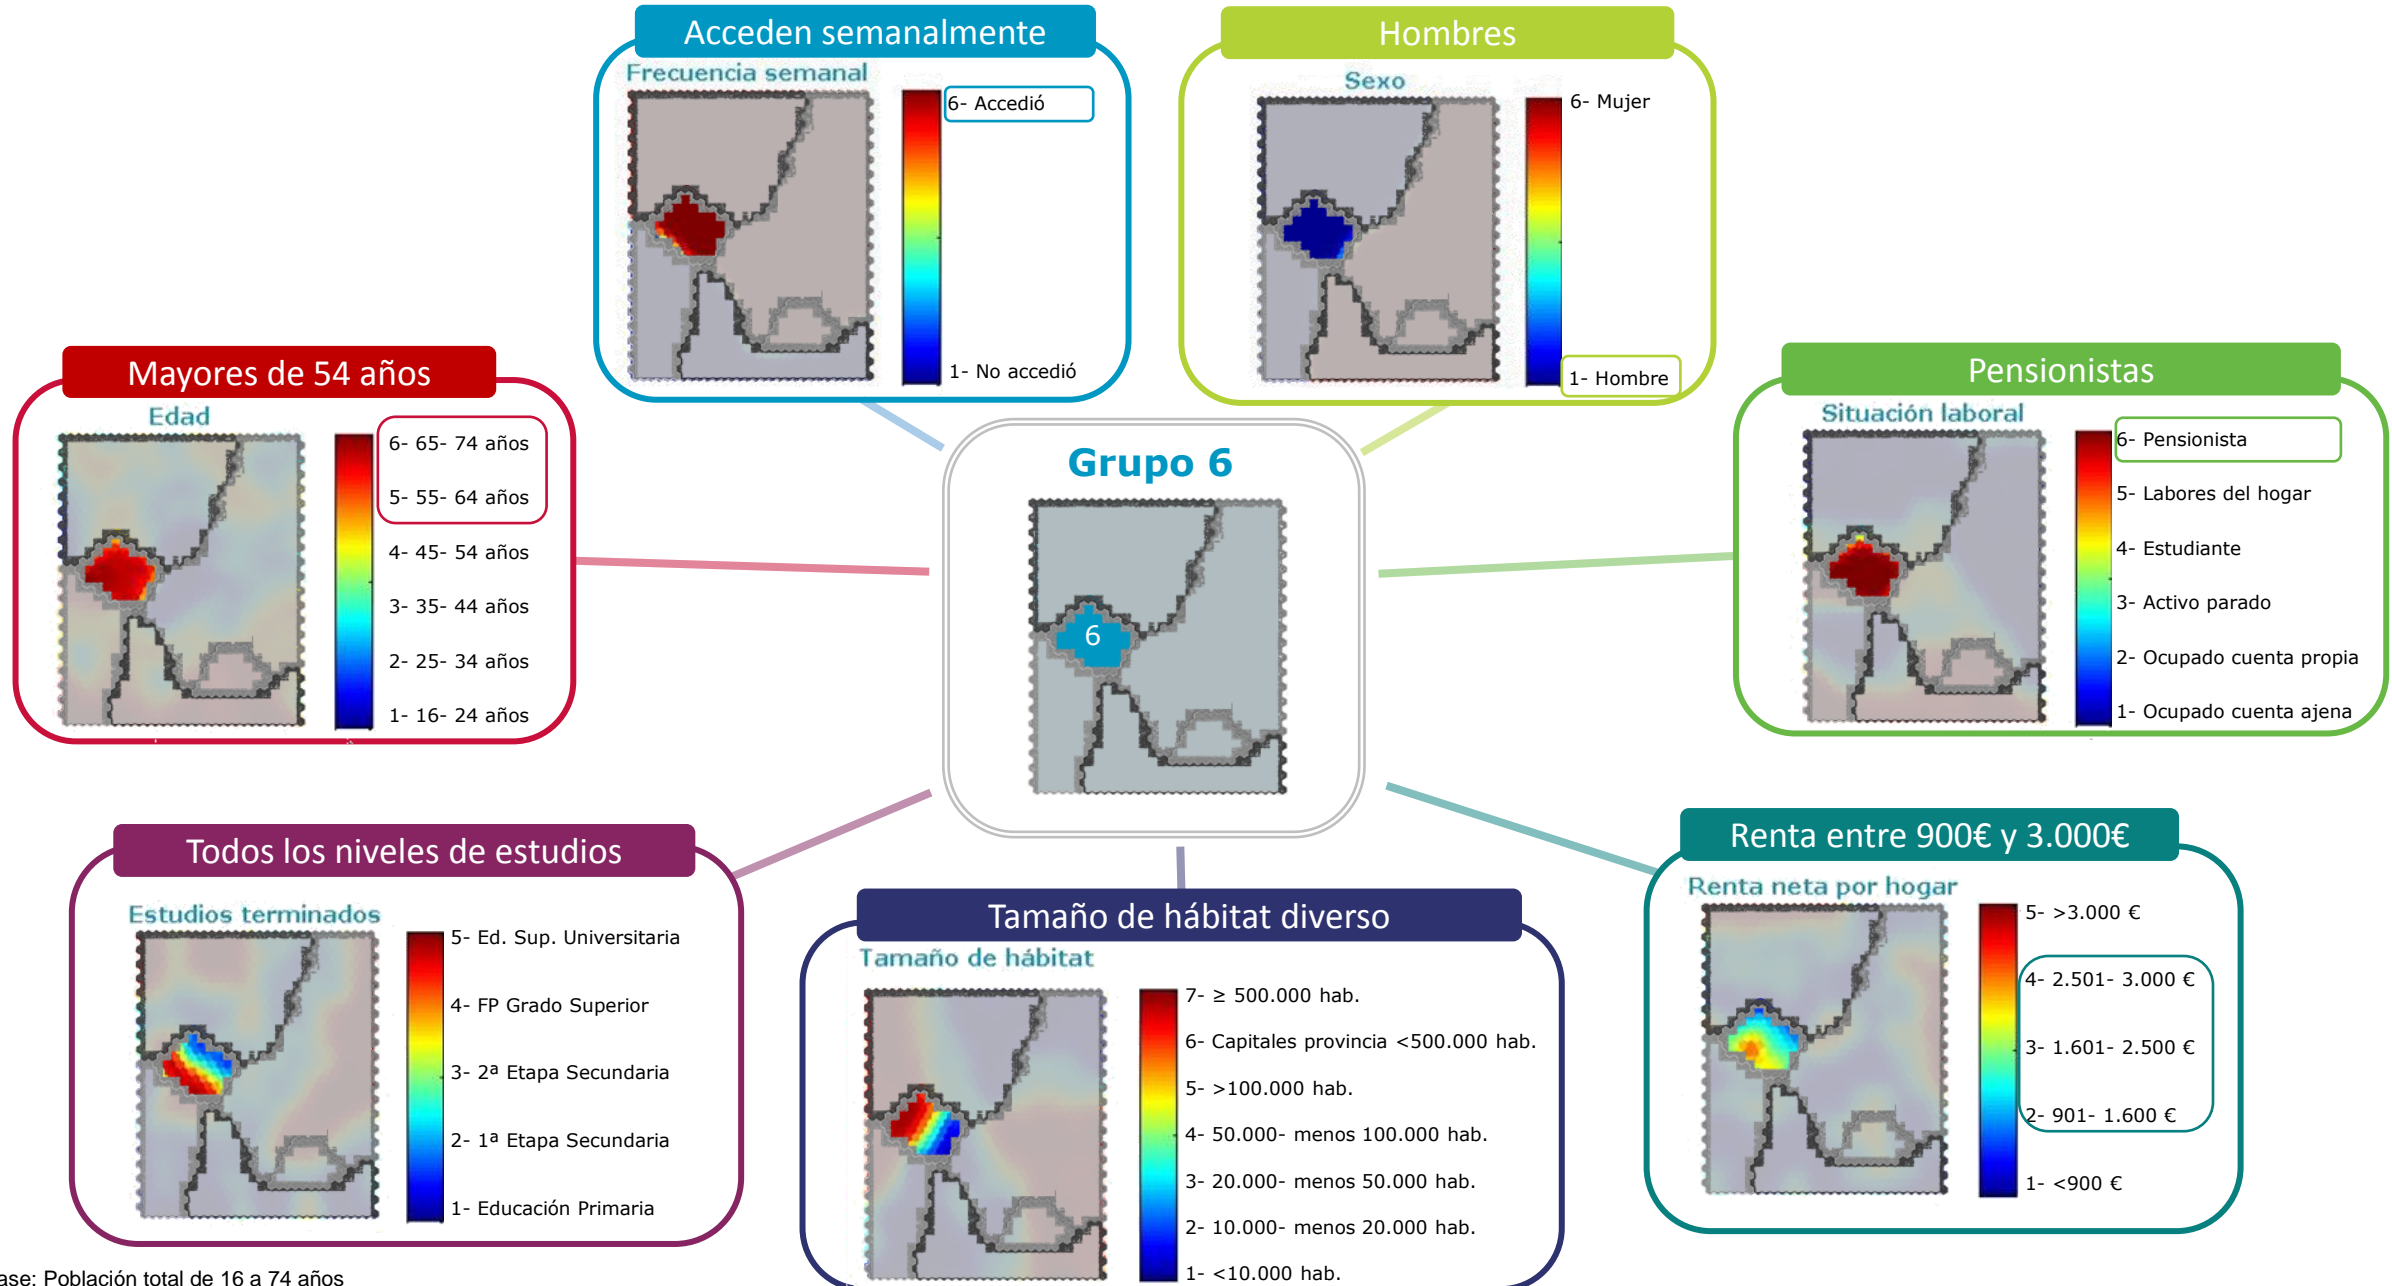 Acceden semanalmente
Frecuencia semanal
6- Accedió
1- No accedió
Hombres
Sexo
6- Mujer
1- Hombre
Mayores de 54 años
Edad
6- 65- 74 años
5- 55- 64 años
4- 45- 54 años
3- 35- 44 años
2- 25- 34 años
1- 16- 24 años
Grupo 6
6
Pensionistas
Situación laboral
6- Pensionista
5- Labores del hogar
4- Estudiante
3- Activo parado
2- Ocupado cuenta propia
1- Ocupado cuenta ajena
Todos los niveles de estudios
Estudios terminados
5- Ed. Sup. Universitaria
4- FP Grado Superior
3- 2ª Etapa Secundaria
2- 1ª Etapa Secundaria
1- Educación Primaria
Tamaño de hábitat diverso
Tamaño de hábitat
7- ≥ 500.000 hab.
6- Capitales provincia <500.000 hab.
5- >100.000 hab.
4- 50.000- menos 100.000 hab.
3- 20.000- menos 50.000 hab.
2- 10.000- menos 20.000 hab.
1- <10.000 hab.
Renta entre 900€ y 3.000€
Renta neta por hogar
5- >3.000 €
4- 2.501- 3.000 €
3- 1.601- 2.500 €
2- 901- 1.600 €
1- <900 €
ase: Población total de 16 a 74 años